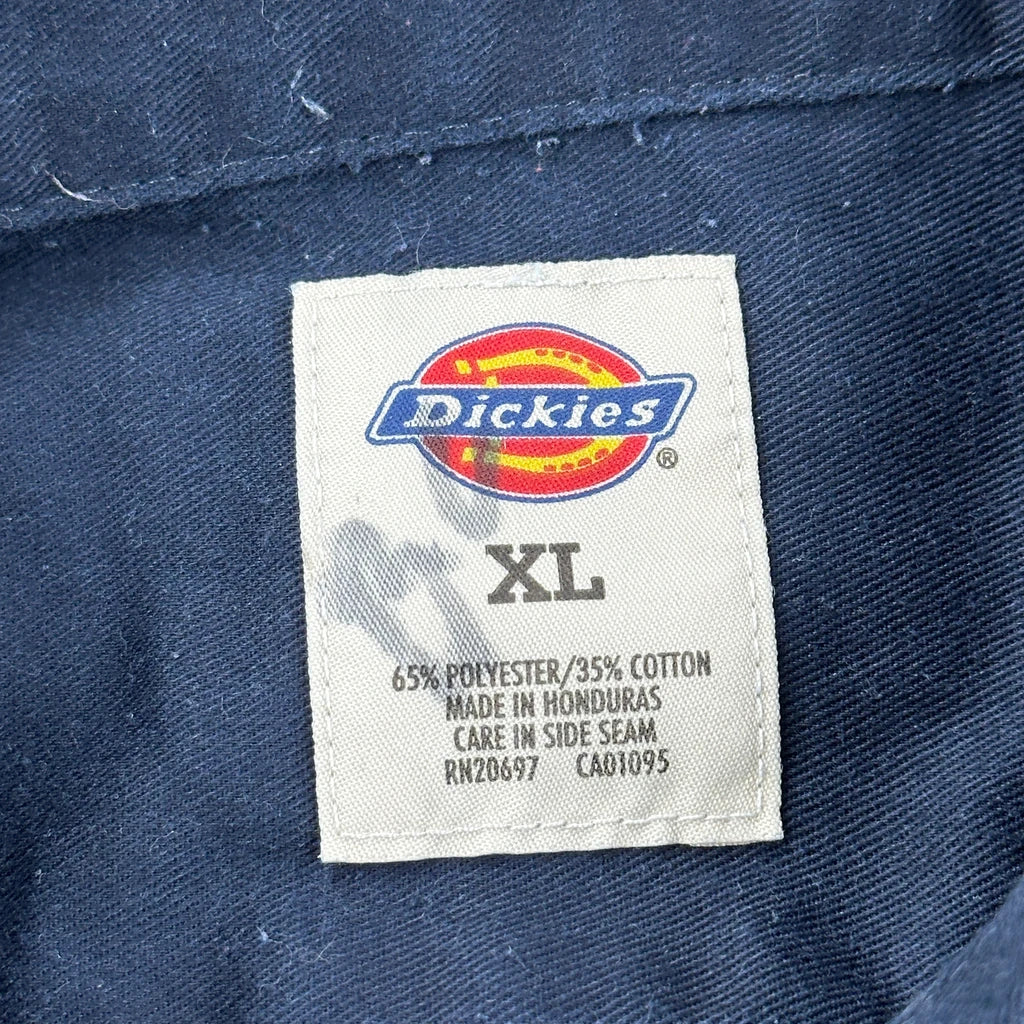 Dickies®
XL
65% POLYESTER/35% COTTON
MADE IN HONDURAS
CARE IN SIDE SEAM
RN20697 CA01095